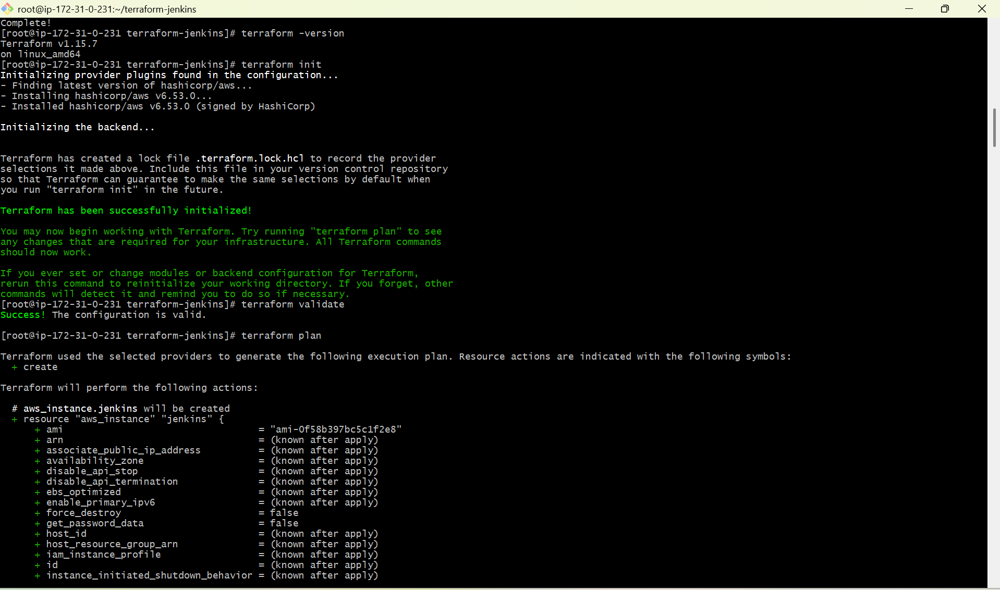 root@ip-172-31-0-231:~/terraform-jenkins
Complete!
[root@ip-172-31-0-231 terraform-jenkins]# terraform -version
Terraform v1.15.7
on linux_amd64
[root@ip-172-31-0-231 terraform-jenkins]# terraform init
Initializing provider plugins found in the configuration...
- Finding latest version of hashicorp/aws...
- Installing hashicorp/aws v6.53.0...
- Installed hashicorp/aws v6.53.0 (signed by HashiCorp)
Initializing the backend...
Terraform has created a lock file .terraform.lock.hcl to record the provider
selections it made above. Include this file in your version control repository
so that Terraform can guarantee to make the same selections by default when
you run "terraform init" in the future.
Terraform has been successfully initialized!
You may now begin working with Terraform. Try running "terraform plan" to see
any changes that are required for your infrastructure. All Terraform commands
should now work.
If you ever set or change modules or backend configuration for Terraform,
rerun this command to reinitialize your working directory. If you forget, other
commands will detect it and remind you to do so if necessary.
[root@ip-172-31-0-231 terraform-jenkins]# terraform validate
Success! The configuration is valid.
[root@ip-172-31-0-231 terraform-jenkins]# terraform plan
Terraform used the selected providers to generate the following execution plan. Resource actions are indicated with the following symbols:
  + create
Terraform will perform the following actions:
  # aws_instance.jenkins will be created
  + resource "aws_instance" "jenkins" {
      + ami                                  = "ami-0f58b397bc5c1f2e8"
      + arn                                  = (known after apply)
      + associate_public_ip_address          = (known after apply)
      + availability_zone                    = (known after apply)
      + disable_api_stop                     = (known after apply)
      + disable_api_termination              = (known after apply)
      + ebs_optimized                        = (known after apply)
      + enable_primary_ipv6                  = (known after apply)
      + force_destroy                        = false
      + get_password_data                    = false
      + host_id                              = (known after apply)
      + host_resource_group_arn              = (known after apply)
      + iam_instance_profile                 = (known after apply)
      + id                                   = (known after apply)
      + instance_initiated_shutdown_behavior = (known after apply)